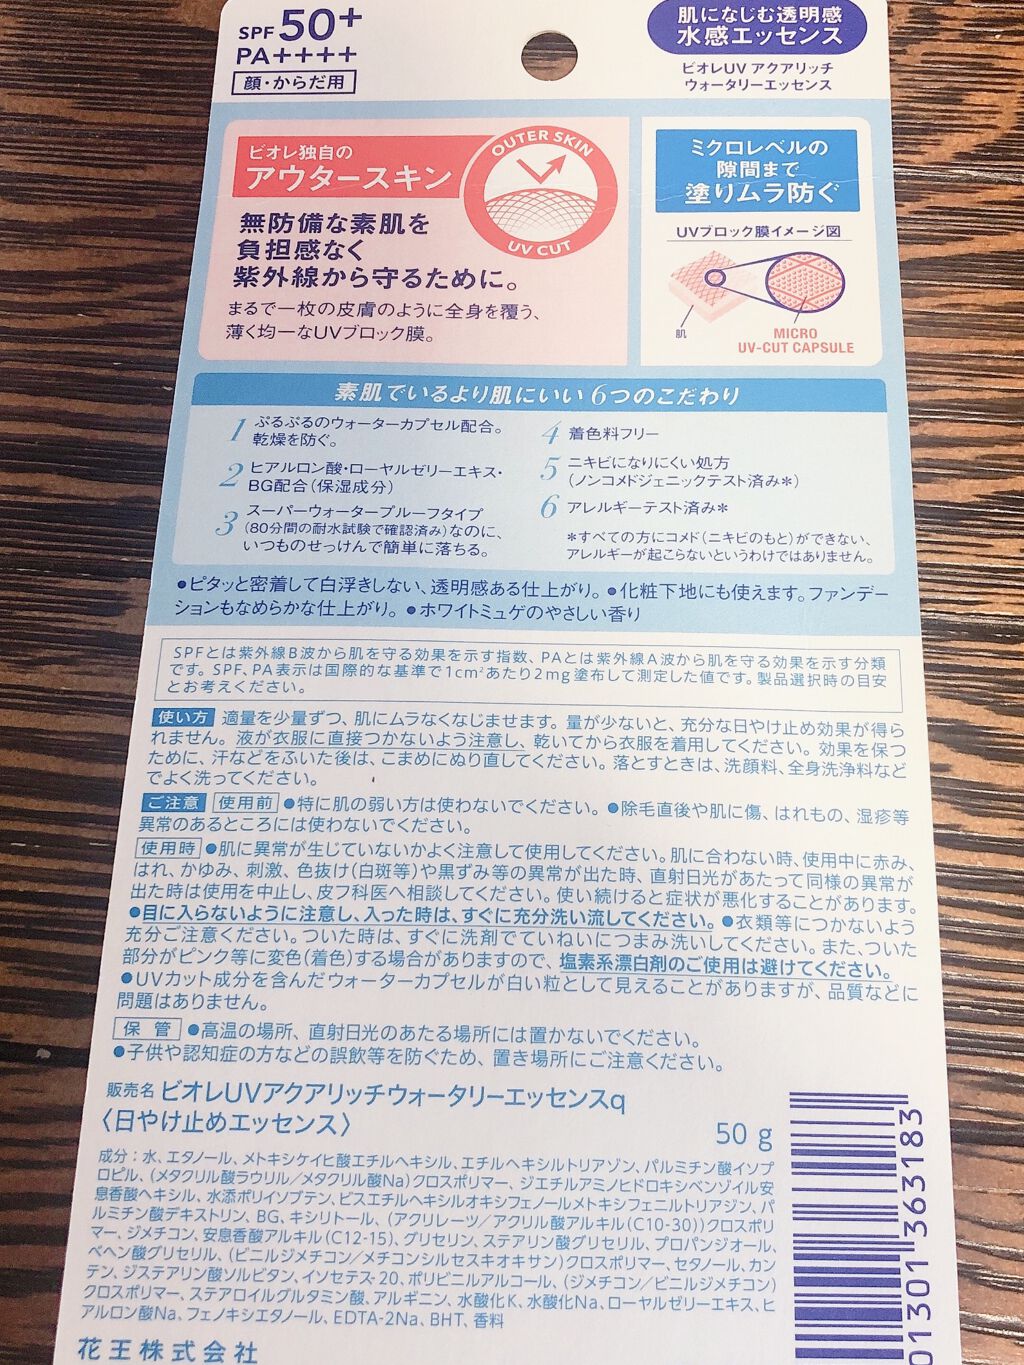 SPF50+
PA++++
顔・からだ用
肌になじむ透明感
水感エッセンス
ビオレUV アクアリッチ
ウォータリーエッセンス
ビオレ独自の
アウタースキン
OUTER SKIN
UV CUT
無防備な素肌を
負担感なく
紫外線から守るために。
まるで一枚の皮膚のように全身を覆う、
薄く均一なUVブロック膜。
ミクロレベルの
隙間まで
塗りムラ防ぐ
UVブロック膜イメージ図
肌
MICRO
UV-CUT CAPSULE
素肌でいるより肌にいい6つのこだわり
1 ぷるぷるのウォーターカプセル配合。
乾燥を防ぐ。
2 ヒアルロン酸・ローヤルゼリーエキス・
BG配合(保湿成分)
3 スーパーウォータープルーフタイプ
(80分間の耐水試験で確認済み)なのに、
いつものせっけんで簡単に落ちる。
4 着色料フリー
5 ニキビになりにくい処方
(ノンコメドジェニックテスト済み*)
6 アレルギーテスト済み*
*すべての方にコメド(ニキビのもと)ができない、
アレルギーが起こらないというわけではありません。
●ピタッと密着して白浮きしない、透明感ある仕上がり。●化粧下地にも使えます。ファンデー
ションもなめらかな仕上がり。●ホワイトミュゲのやさしい香り
SPFとは紫外線B波から肌を守る効果を示す指数、PAとは紫外線A波から肌を守る効果を示す分類
です。SPF、PA表示は国際的な基準で1cm²あたり2mg塗布して測定した値です。製品選択時の目安
とお考えください。
使い方 適量を少量ずつ、肌にムラなくなじませます。量が少ないと、充分な日やけ止め効果が得ら
れません。液が衣服に直接つかないよう注意し、乾いてから衣服を着用してください。効果を保つ
ために、汗などをふいた後は、こまめにぬり直してください。落とすときは、洗顔料、全身洗浄料など
でよく洗ってください。
ご注意 使用前 ●特に肌の弱い方は使わないでください。●除毛直後や肌に傷、はれもの、湿疹等
異常のあるところには使わないでください。
使用時 ●肌に異常が生じていないかよく注意して使用してください。肌に合わない時、使用中に赤み、
はれ、かゆみ、刺激、色抜け(白斑等)や黒ずみ等の異常が出た時、直射日光があたって同様の異常が
出た時は使用を中止し、皮フ科医へ相談してください。使い続けると症状が悪化することがあります。
●目に入らないように注意し、入った時は、すぐに充分洗い流してください。●衣類等につかないよう
充分ご注意ください。ついた時は、すぐに洗剤でていねいにつまみ洗いしてください。また、ついた
部分がピンク等に変色(着色)する場合がありますので、塩素系漂白剤のご使用は避けてください。
●UVカット成分を含んだウォーターカプセルが白い粒として見えることがありますが、品質などに
問題はありません。
保 管 ●高温の場所、直射日光のあたる場所には置かないでください。
●子供や認知症の方などの誤飲等を防ぐため、置き場所にご注意ください。
販売名 ビオレUVアクアリッチウォータリーエッセンスq
〈日やけ止めエッセンス〉
50 g
成分:水、エタノール、メトキシケイヒ酸エチルヘキシル、エチルヘキシルトリアゾン、パルミチン酸イソプ
ロピル、(メタクリル酸ラウリル/メタクリル酸Na)クロスポリマー、ジエチルアミノヒドロキシベンゾイル安
息香酸ヘキシル、水添ポリイソブテン、ビスエチルヘキシルオキシフェノールメトキシフェニルトリアジン、パ
ルミチン酸デキストリン、BG、キシリトール、(アクリレーツ/アクリル酸アルキル(C10-30))クロスポリ
マー、ジメチコン、安息香酸アルキル(C12-15)、グリセリン、ステアリン酸グリセリル、プロパンジオール、
ベヘン酸グリセリル、(ビニルジメチコン/メチコンシルセスキオキサン)クロスポリマー、セタノール、カン
テン、ジステアリン酸ソルビタン、イソセテス-20、ポリビニルアルコール、(ジメチコン/ビニルジメチコン)
クロスポリマー、ステアロイルグルタミン酸、アルギニン、水酸化K、水酸化Na、ローヤルゼリーエキス、ヒ
アルロン酸Na、フェノキシエタノール、EDTA-2Na、BHT、香料
花王株式会社
01301 363183